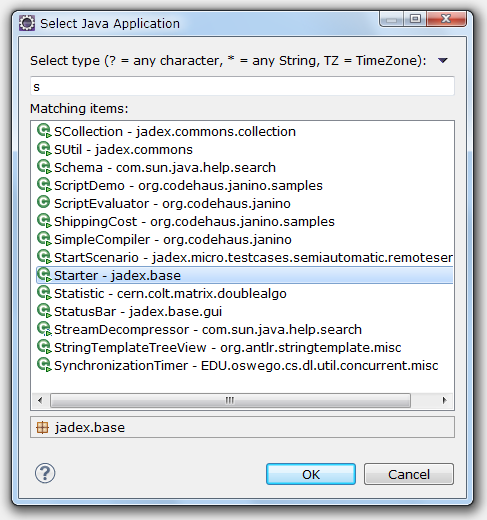 Select Java Application
Select type (? = any character, * = any String, TZ = TimeZone):
s
Matching items:
SCollection - jadex.commons.collection
SUtil - jadex.commons
Schema - com.sun.java.help.search
ScriptDemo - org.codehaus.janino.samples
ScriptEvaluator - org.codehaus.janino
ShippingCost - org.codehaus.janino.samples
SimpleCompiler - org.codehaus.janino
StartScenario - jadex.micro.testcases.semiautomatic.remoteser
Starter - jadex.base
Statistic - cern.colt.matrix.doublealgo
StatusBar - jadex.base.gui
StreamDecompressor - com.sun.java.help.search
StringTemplateTreeView - org.antlr.stringtemplate.misc
SynchronizationTimer - EDU.oswego.cs.dl.util.concurrent.misc
jadex.base
OK Cancel